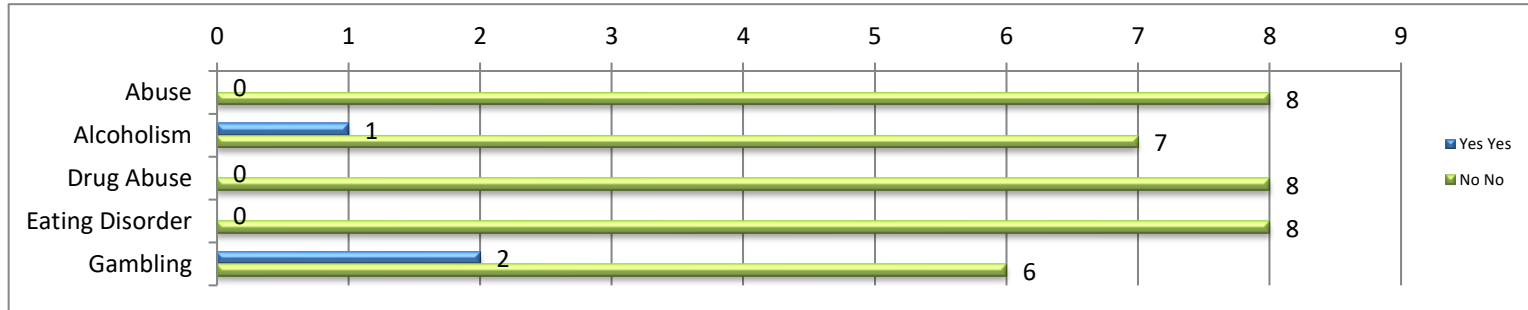 0 1 2 3 4 5 6 7 8 9
Abuse 0 8
Alcoholism 1 7
Yes Yes
Drug Abuse 0 8
No No
Eating Disorder 0 8
Gambling 2 6